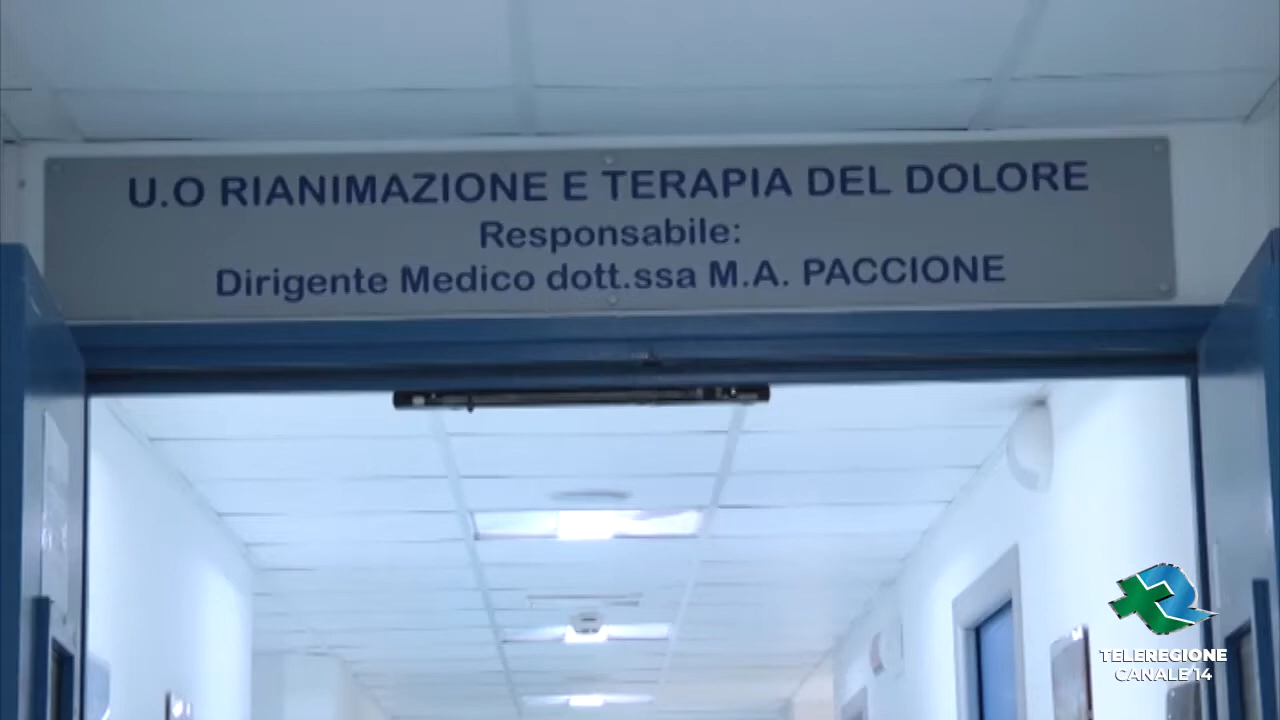 U.O RIANIMAZIONE E TERAPIA DEL DOLORE
Responsabile:
Dirigente Medico dott.ssa M.A. PACCIONE
TELEREGIONE
CANALE 14